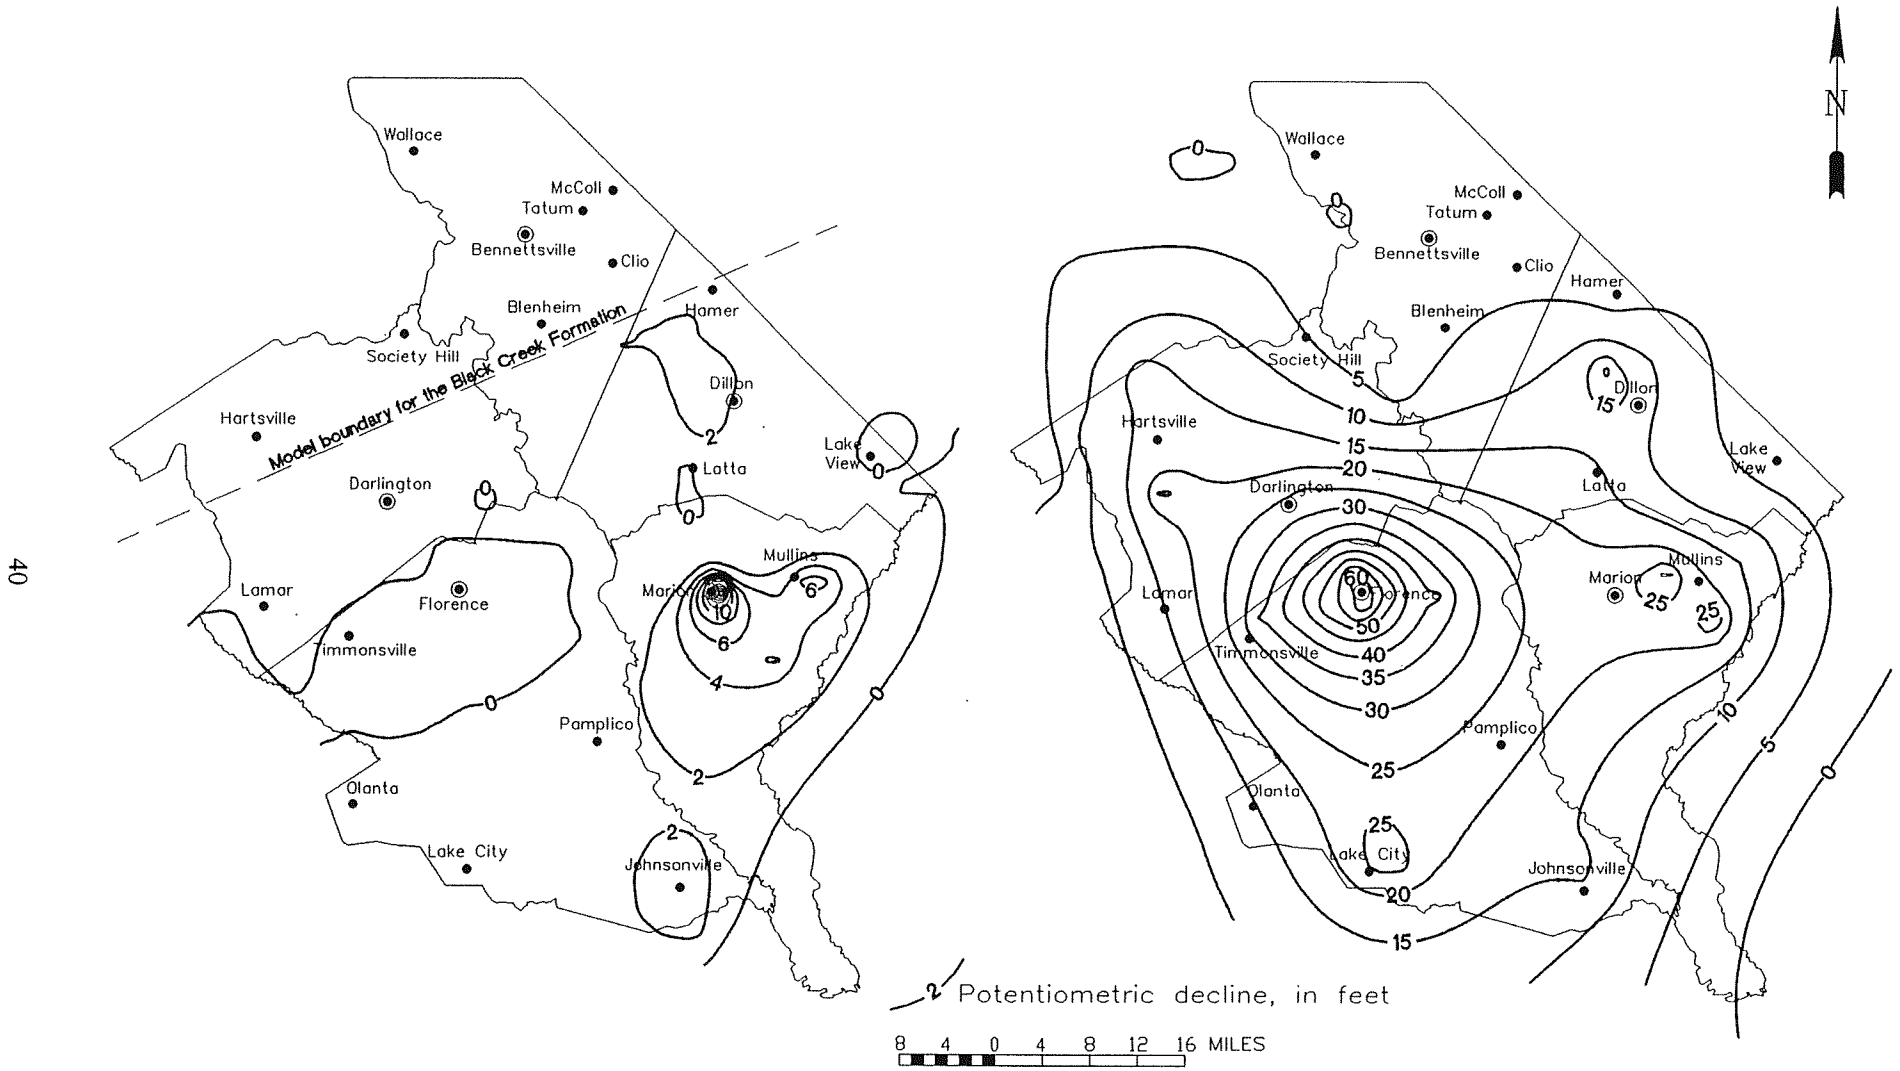 Wallace
McColl
Tatum
Bennettsville
Clio
Blenheim
Hamer
Model boundary for the Black Creek Formation
Society Hill
Dillon
2
Hartsville
Lake
View
0
Latta
Darlington
0
0
Mullins
Marion
6
10
6
Lamar
Florence
Timmonsville
4
0
0
Pamplico
2
Olanta
2
Lake City
Johnsonville
N
0
Wallace
0
McColl
Tatum
Bennettsville
Clio
Hamer
Blenheim
Society Hill
5
Dillon
15
10
Hartsville
15
Lake
View
20
Latta
Darlington
30
Mullins
Marion
60
Florence
25
25
Lamar
50
Timmonsville
40
35
30
10
Pamplico
5
25
0
Olanta
25
Lake City
Johnsonville
20
15
2 Potentiometric decline, in feet
8 4 0 4 8 12 16 MILES
40